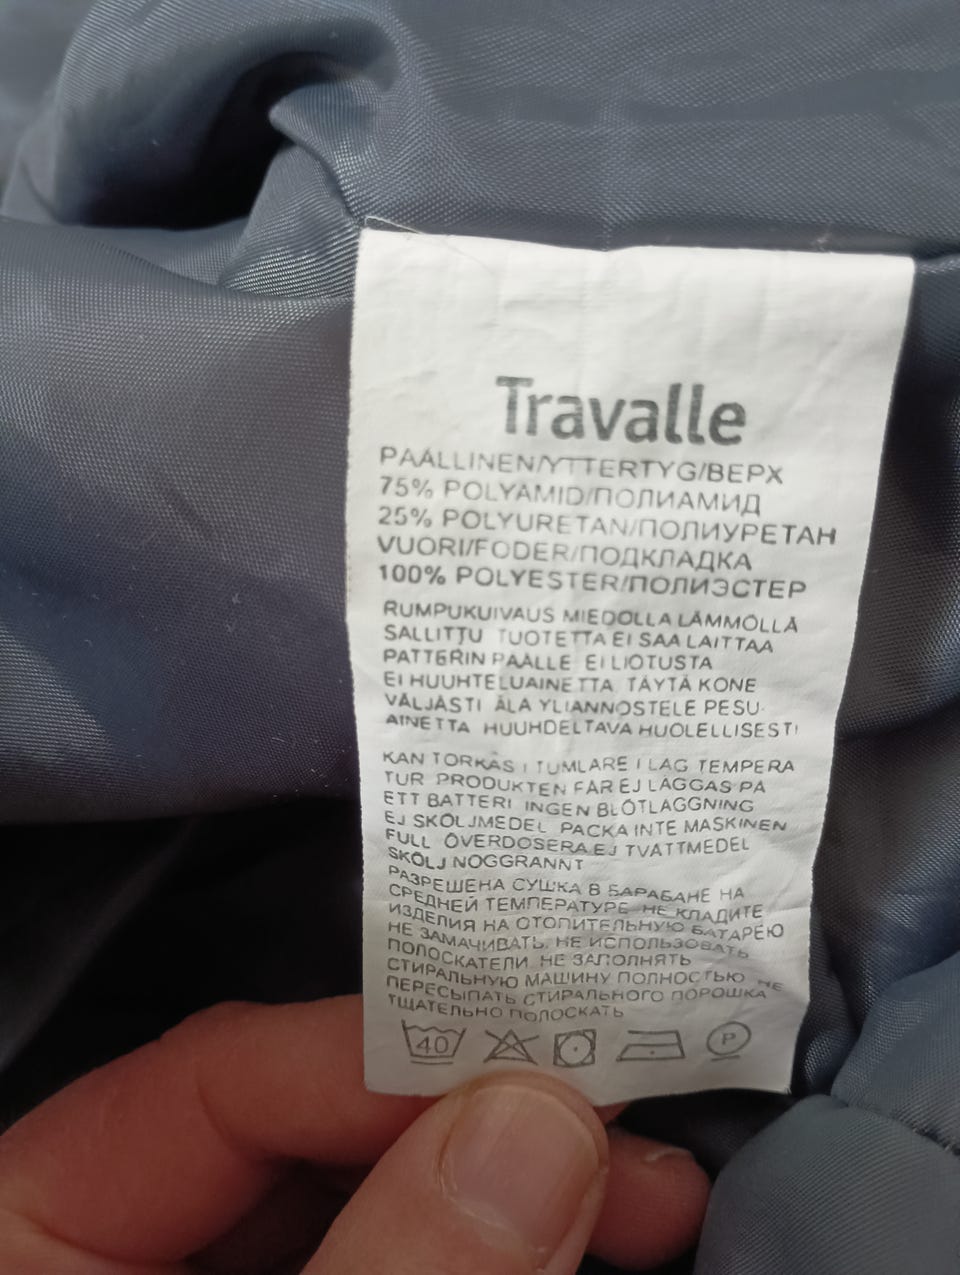 Travalle
PÄÄLLINEN/YTTERTYG/ВЕРХ
75% POLYAMID/ПОЛИАМИД
25% POLYURETAN/ПОЛИУРЕТАН
VUORI/FODER/ПОДКЛАДКА
100% POLYESTER/ПОЛИЭСТЕР
RUMPUKUIVAUS MIEDOLLA LÄMMÖLLÄ
SALLITTU TUOTETTA EI SAA LAITTAA
PATTERIN PÄÄLLE EI LIOTUSTA
EI HUUHTELUAINETTA TÄYTÄ KONE
VÄLJÄSTI ÄLÄ YLIANNOSTELE PESU-
AINETTA HUUHDELTAVA HUOLELLISESTI
KAN TORKAS I TUMLARE I LAG TEMPERA
TUR PRODUKTEN FÅR EJ LÄGGAS PÅ
ETT BATTERI INGEN BLÖTLÄGGNING
EJ SKÖLJMEDEL PACKA INTE MASKINEN
FULL ÖVERDOSERA EJ TVÄTTMEDEL
SKÖLJ NOGGRANNT
РАЗРЕШЕНА СУШКА В БАРАБАНЕ НА
СРЕДНЕЙ ТЕМПЕРАТУРЕ НЕ КЛАДИТЕ
ИЗДЕЛИЯ НА ОТОПИТЕЛЬНУЮ БАТАРЕЮ
НЕ ЗАМАЧИВАТЬ. НЕ ИСПОЛЬЗОВАТЬ
ПОЛОСКАТЕЛИ. НЕ ЗАПОЛНЯТЬ
СТИРАЛЬНУЮ МАШИНУ ПОЛНОСТЬЮ НЕ
ПЕРЕСЫПАТЬ СТИРАЛЬНОГО ПОРОШКА
ТЩАТЕЛЬНО ПОЛОСКАТЬ
40 P